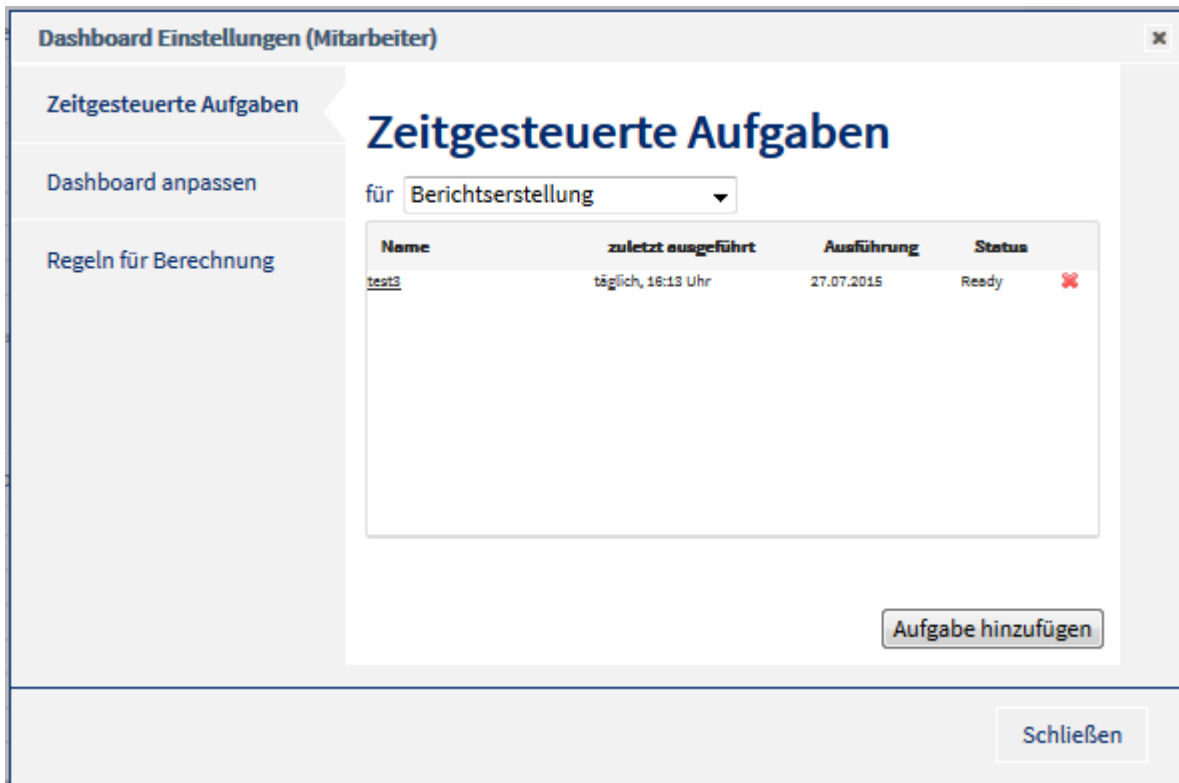 Dashboard Einstellungen (Mitarbeiter)
Zeitgesteuerte Aufgaben
Dashboard anpassen
Regeln für Berechnung
Zeitgesteuerte Aufgaben
für Berichtserstellung
Name zuletzt ausgeführt Ausführung Status
test3 täglich, 16:13 Uhr 27.07.2015 Ready
Aufgabe hinzufügen
Schließen